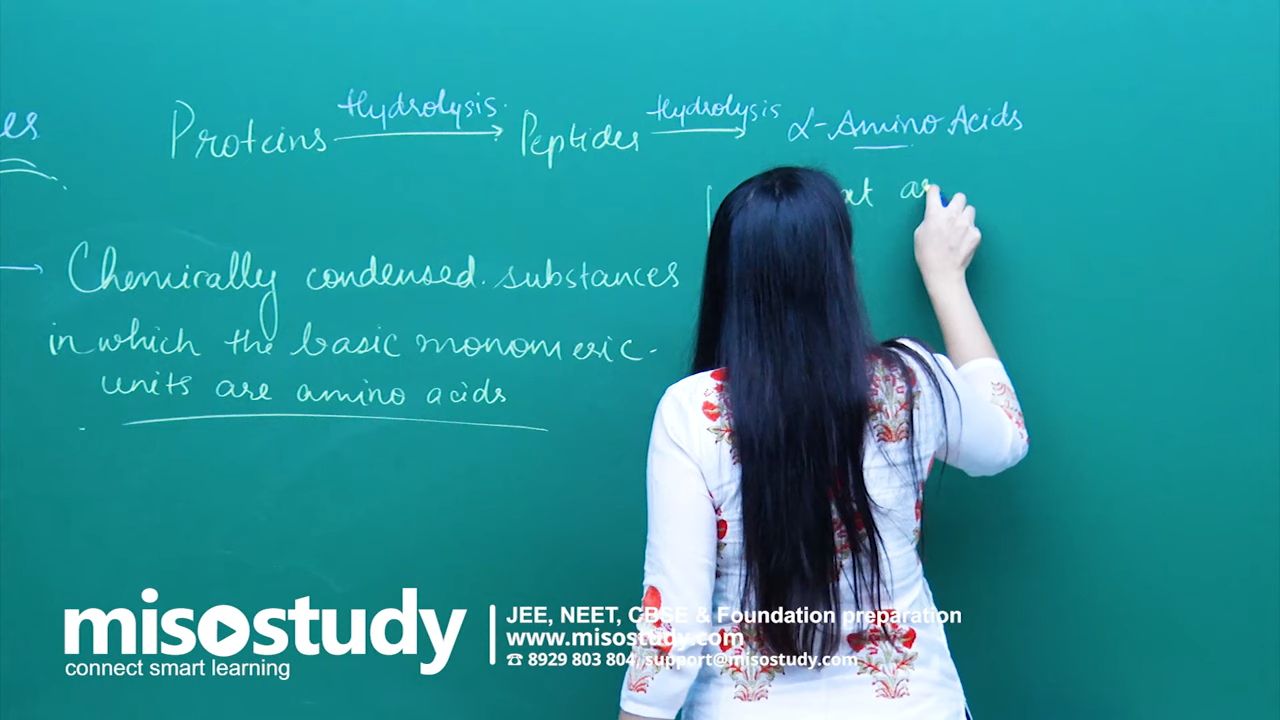 es
Proteins Hydrolysis Peptides Hydrolysis α-Amino Acids
Chemically condensed substances
in which the basic monomeric
units are amino acids
misostudy
connect smart learning
JEE, NEET, CBSE & Foundation preparation
www.misostudy.com
☎ 8929 803 804, support@misostudy.com